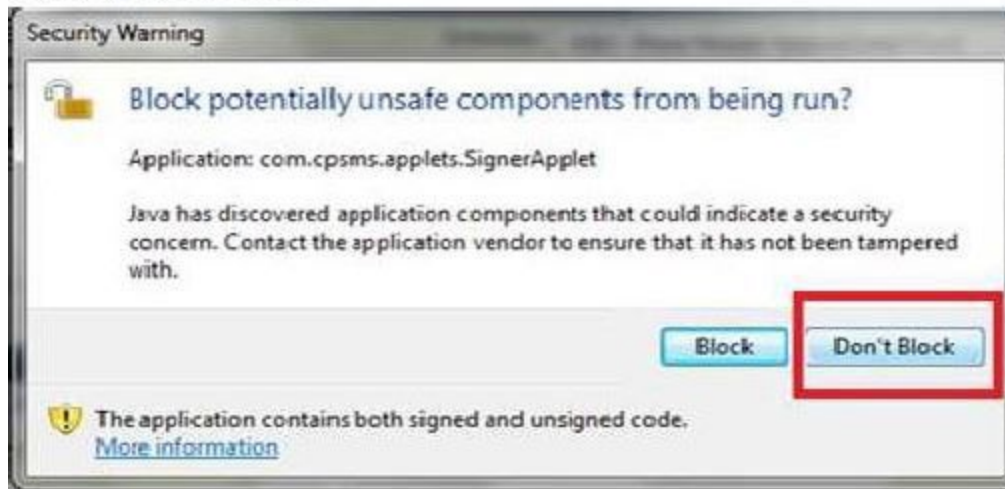 Security Warning
Block potentially unsafe components from being run?
Application: com.cpsms.applets.SignerApplet
Java has discovered application components that could indicate a security
concern. Contact the application vendor to ensure that it has not been tampered
with.
Block
Don't Block
The application contains both signed and unsigned code.
More information